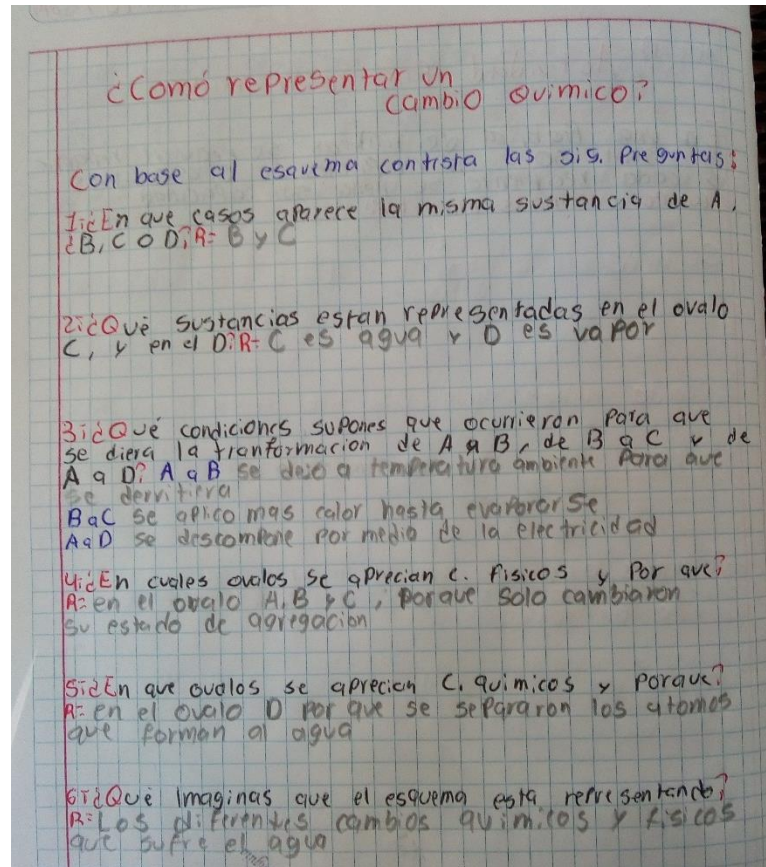 ¿Comó representar un
cambio Quimico?
Con base al esquema contista las sis. Preguntas:
1:¿En que casos aparece la misma sustancia de A,
¿B, C O D? R= B y C
2:¿Qué sustancias estan representadas en el ovalo
C, y en el D? R= C es agua y D es vapor
3:¿Qué condiciones supones que ocurrieron para que
se diera la tranformacion de A a B, de B a C y de
A a D? A a B se dejo a temperatura ambiente para que
se derritiera
B a C se aplico mas calor hasta evaporarse
A a D se descompone por medio de la electricidad
4:¿En cuales ovalos se aprecian c. Fisicos y Por que?
R= en el ovalo A, B y C, porque solo cambiaron
su estado de agregacion
5:¿En que ovalos se aprecian C. quimicos y porque?
R= en el ovalo D por que se separaron los atomos
que forman al agua
6:¿Qué imaginas que el esquema esta representando?
R= Los diferentes cambios quimicos y fisicos
que sufre el agua